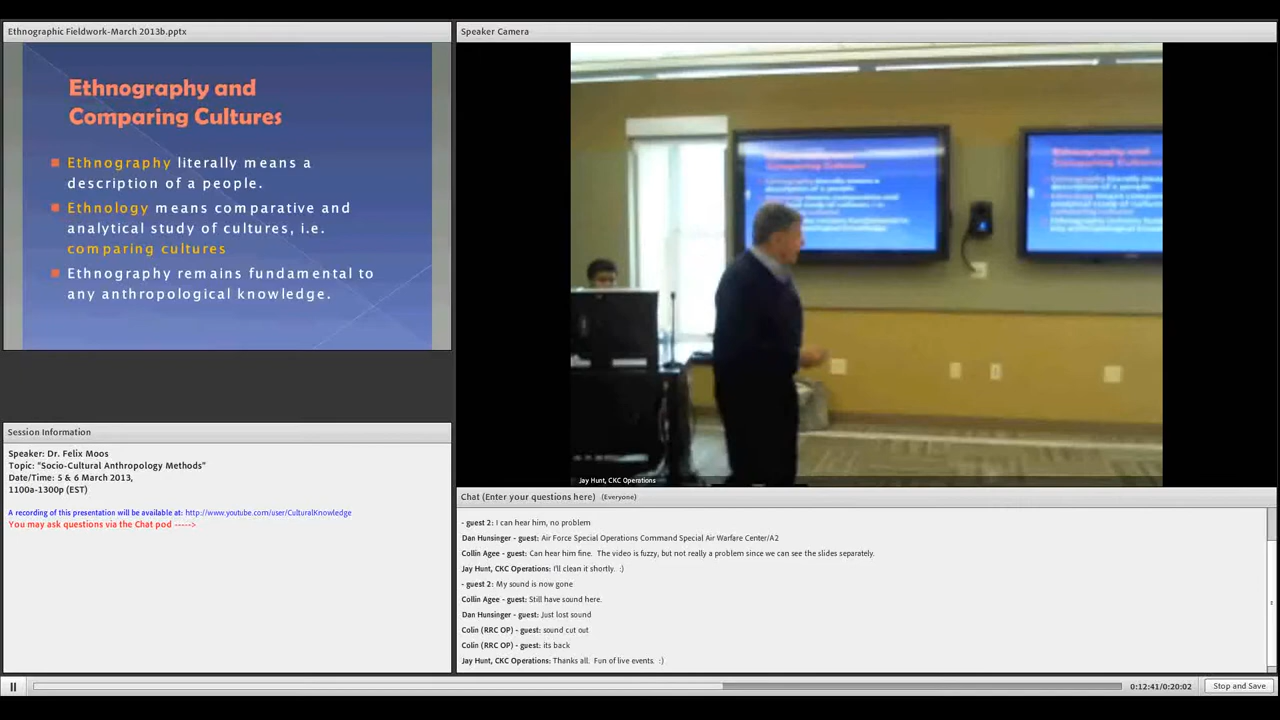 Ethnographic Fieldwork-March 2013b.pptx
Ethnography and
Comparing Cultures
Ethnography literally means a
description of a people.
Ethnology means comparative and
analytical study of cultures, i.e.
comparing cultures
Ethnography remains fundamental to
any anthropological knowledge.
Session Information
Speaker: Dr. Felix Moos
Topic: "Socio-Cultural Anthropology Methods"
Date/Time: 5 & 6 March 2013,
1100a-1300p (EST)
A recording of this presentation will be available at: http://www.youtube.com/user/CulturalKnowledge
You may ask questions via the Chat pod ----->
Speaker Camera
Jay Hunt, CKC Operations
Chat (Enter your questions here) (Everyone)
- guest 2: I can hear him, no problem
Dan Hunsinger - guest: Air Force Special Operations Command Special Air Warfare Center/A2
Collin Agee - guest: Can hear him fine. The video is fuzzy, but not really a problem since we can see the slides separately.
Jay Hunt, CKC Operations: I'll clean it shortly. :)
- guest 2: My sound is now gone
Collin Agee - guest: Still have sound here.
Dan Hunsinger - guest: Just lost sound
Colin (RRC OP) - guest: sound cut out
Colin (RRC OP) - guest: its back
Jay Hunt, CKC Operations: Thanks all. Fun of live events. :)
0:12:41/0:20:02
Stop and Save